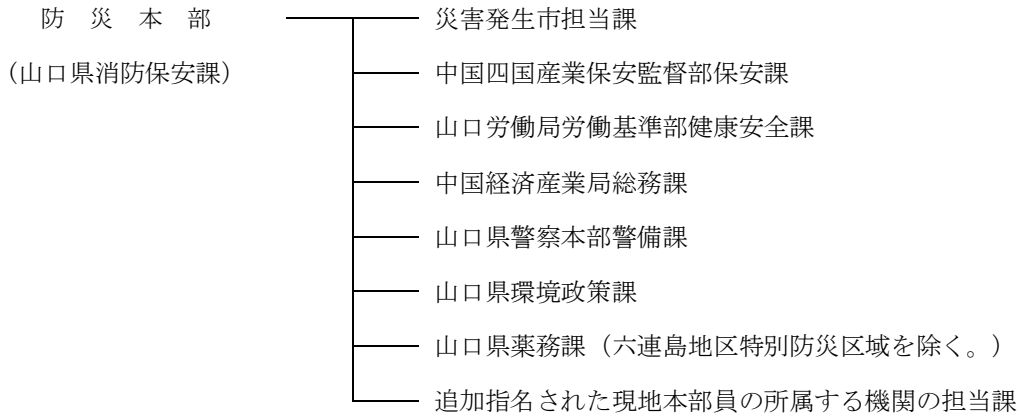 防災本部
（山口県消防保安課）
災害発生市担当課
中国四国産業保安監督部保安課
山口労働局労働基準部健康安全課
中国経済産業局総務課
山口県警察本部警備課
山口県環境政策課
山口県薬務課（六連島地区特別防災区域を除く。）
追加指名された現地本部員の所属する機関の担当課